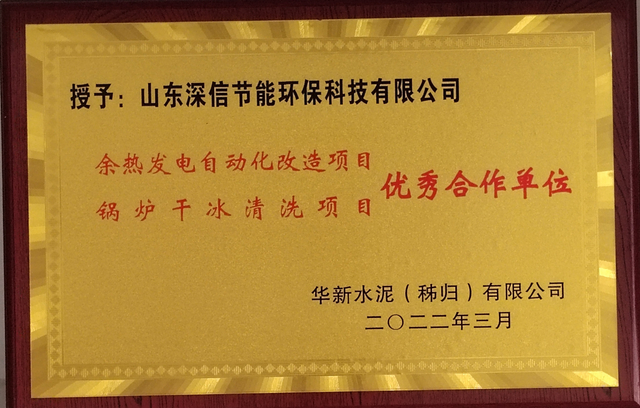 授予：山东深信节能环保科技有限公司
余热发电自动化改造项目
锅炉干冰清洗项目
优秀合作单位
华新水泥（秭归）有限公司
二〇二二年三月